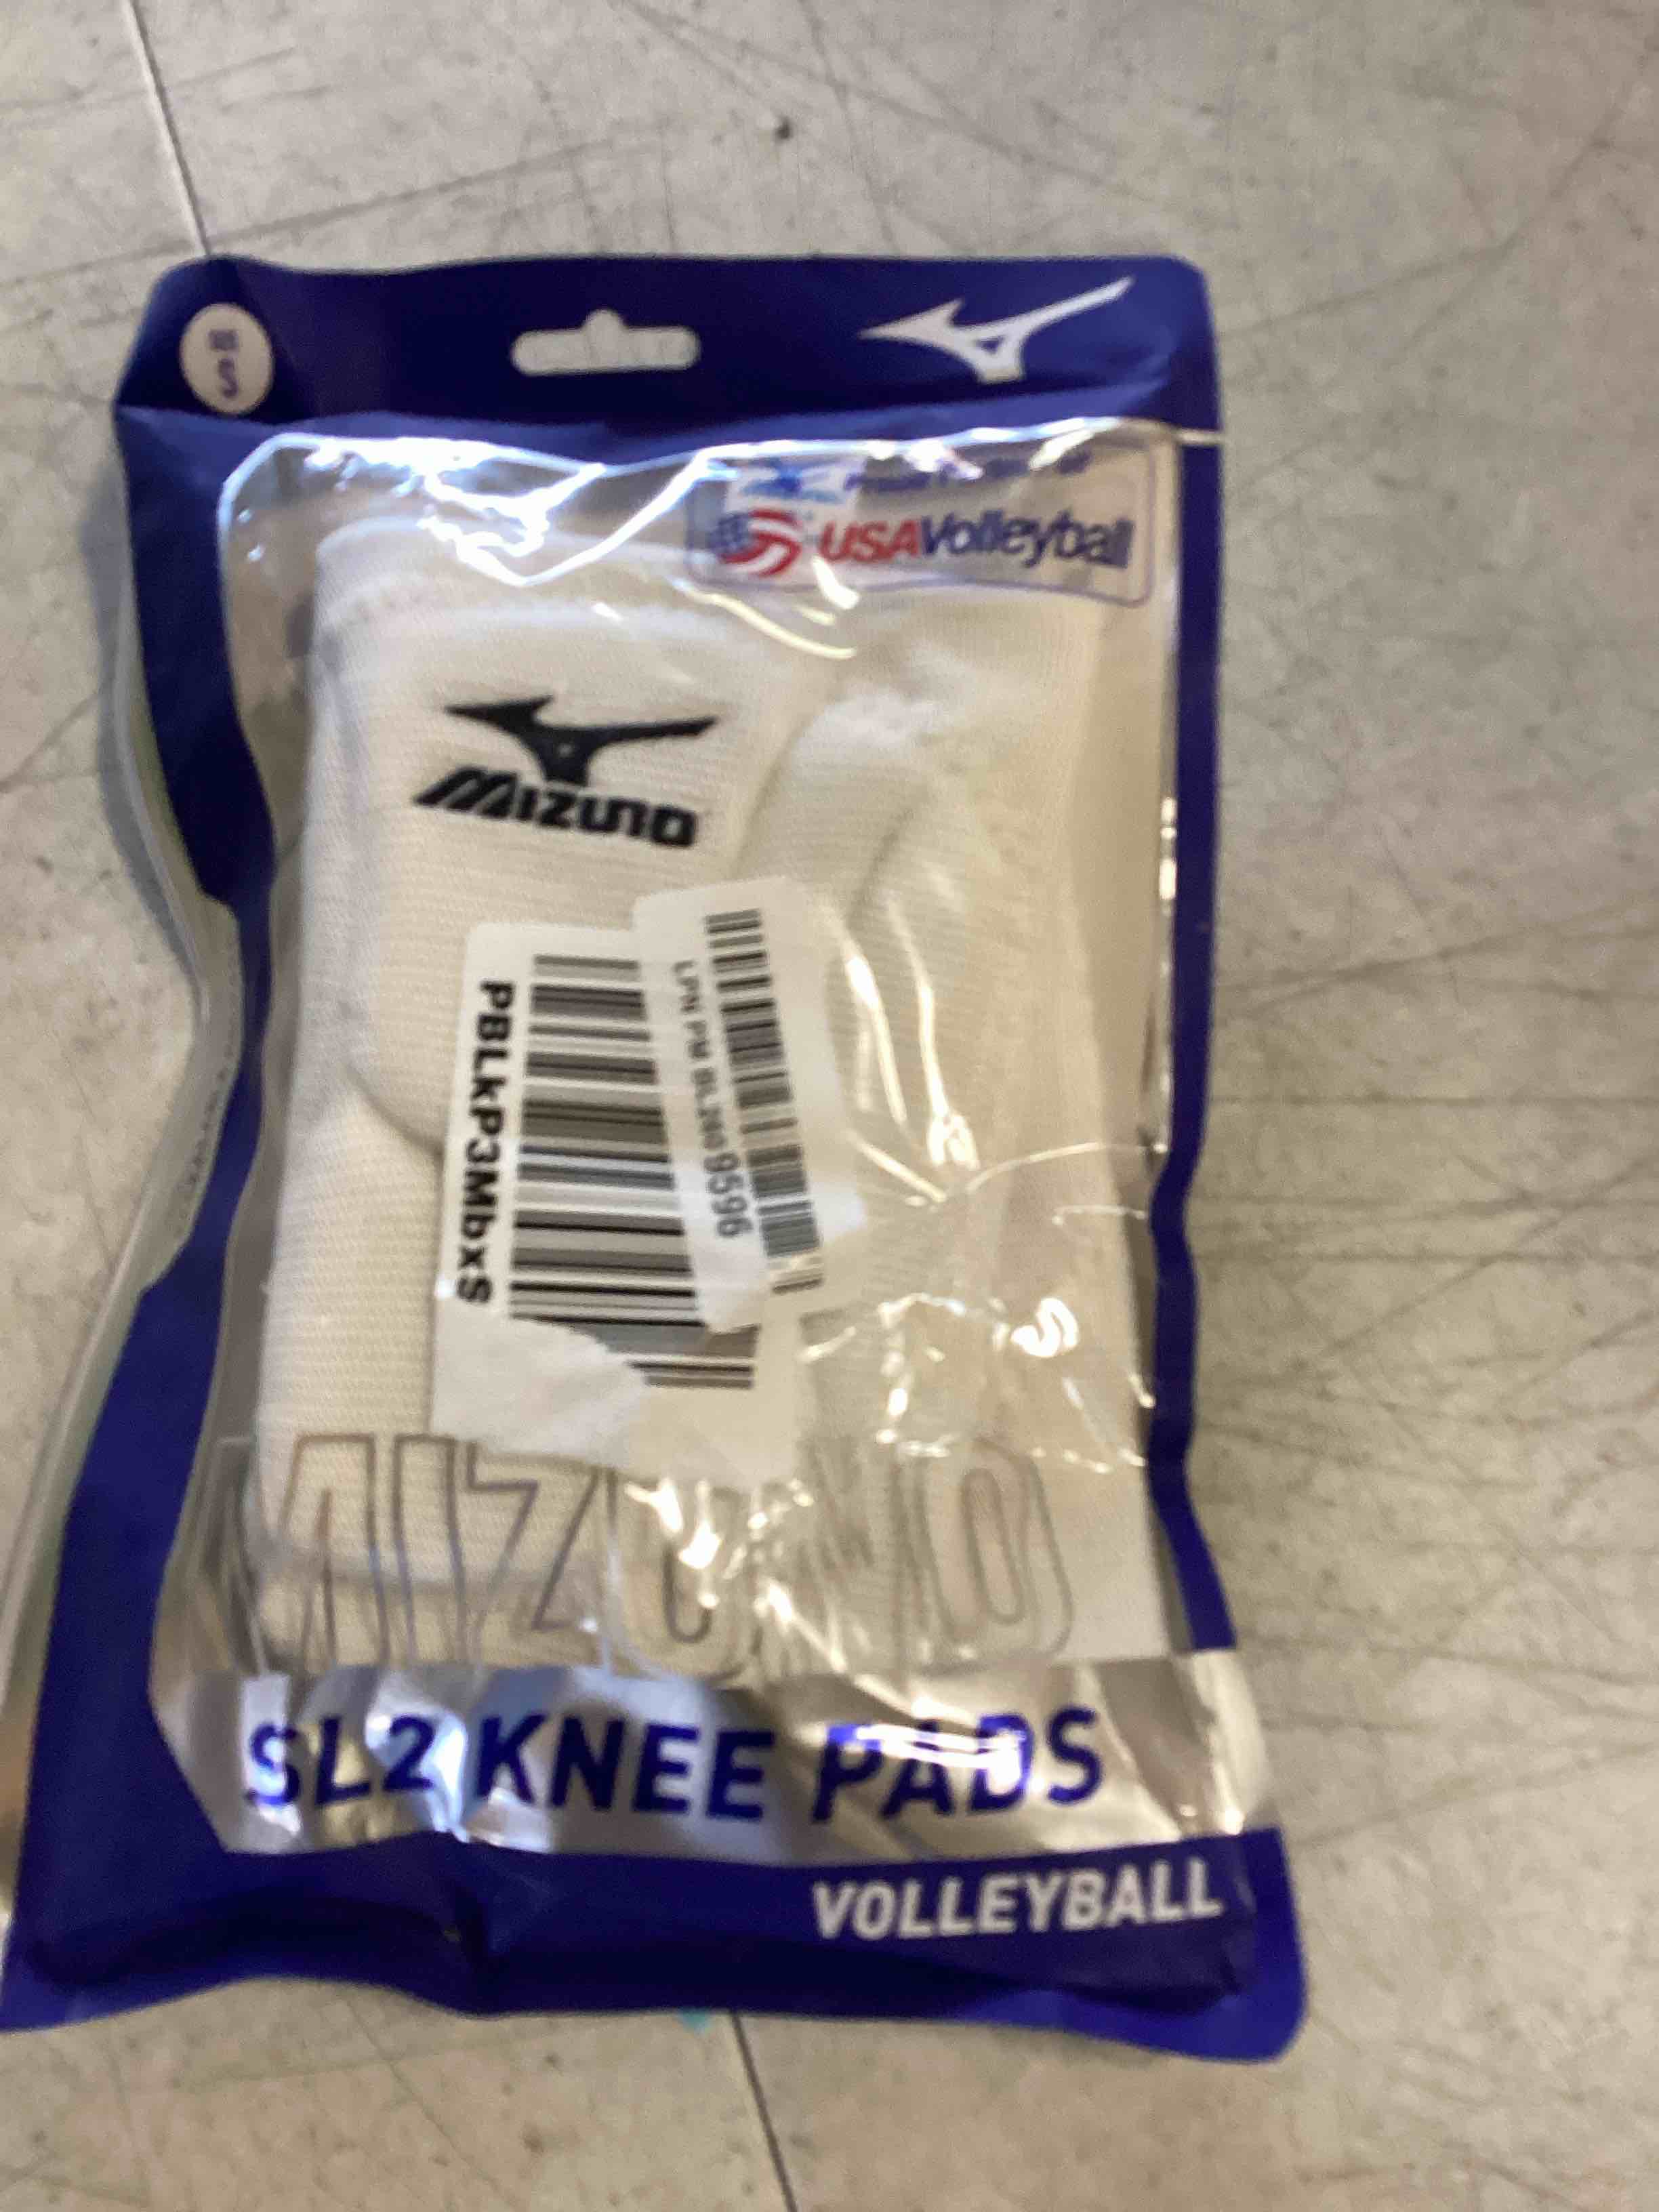 USAVolleyball
MIZUNO
PBLkP3MbxS
MIZUNO
SL2 KNEE PADS
VOLLEYBALL